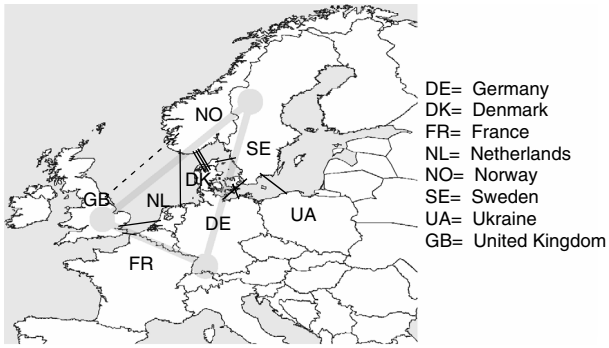 NO
SE
DK
GB
NL
DE
UA
FR
DE= Germany
DK= Denmark
FR= France
NL= Netherlands
NO= Norway
SE= Sweden
UA= Ukraine
GB= United Kingdom